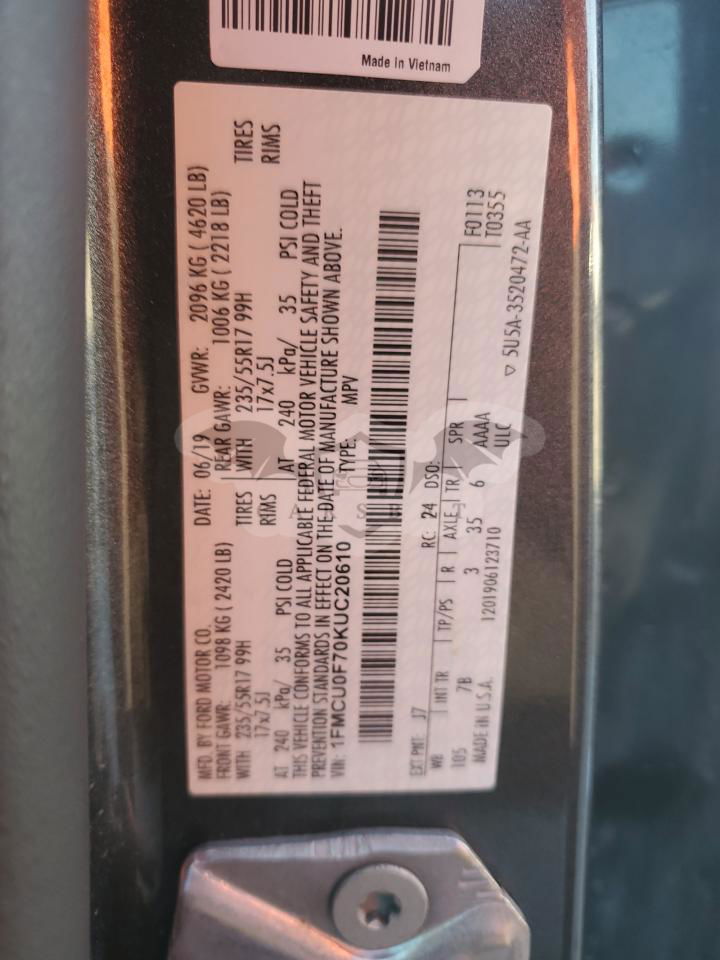 Made in Vietnam
MFD. BY FORD MOTOR CO.    DATE: 06/19    GVWR: 2096 KG ( 4620 LB)
FRONT GAWR: 1098 KG ( 2420 LB)    REAR GAWR: 1006 KG ( 2218 LB)
WITH 235/55R17 99H TIRES    WITH 235/55R17 99H TIRES
17x7.5J RIMS    17x7.5J RIMS
AT 240 kPa/ 35 PSI COLD    AT 240 kPa/ 35 PSI COLD
THIS VEHICLE CONFORMS TO ALL APPLICABLE FEDERAL MOTOR VEHICLE SAFETY AND THEFT
PREVENTION STANDARDS IN EFFECT ON THE DATE OF MANUFACTURE SHOWN ABOVE.
VIN: 1FMCU0F70KUC20610    TYPE: MPV
EXT PNT: J7    RC: 24    DSO:    F0113
WB | INT TR | TP/PS | R | AXLE | TR | SPR    T0355
105 7B 3 35 6 AAAA
MADE IN U.S.A. 1201906123710 ULC    5U5A-3520472-AA